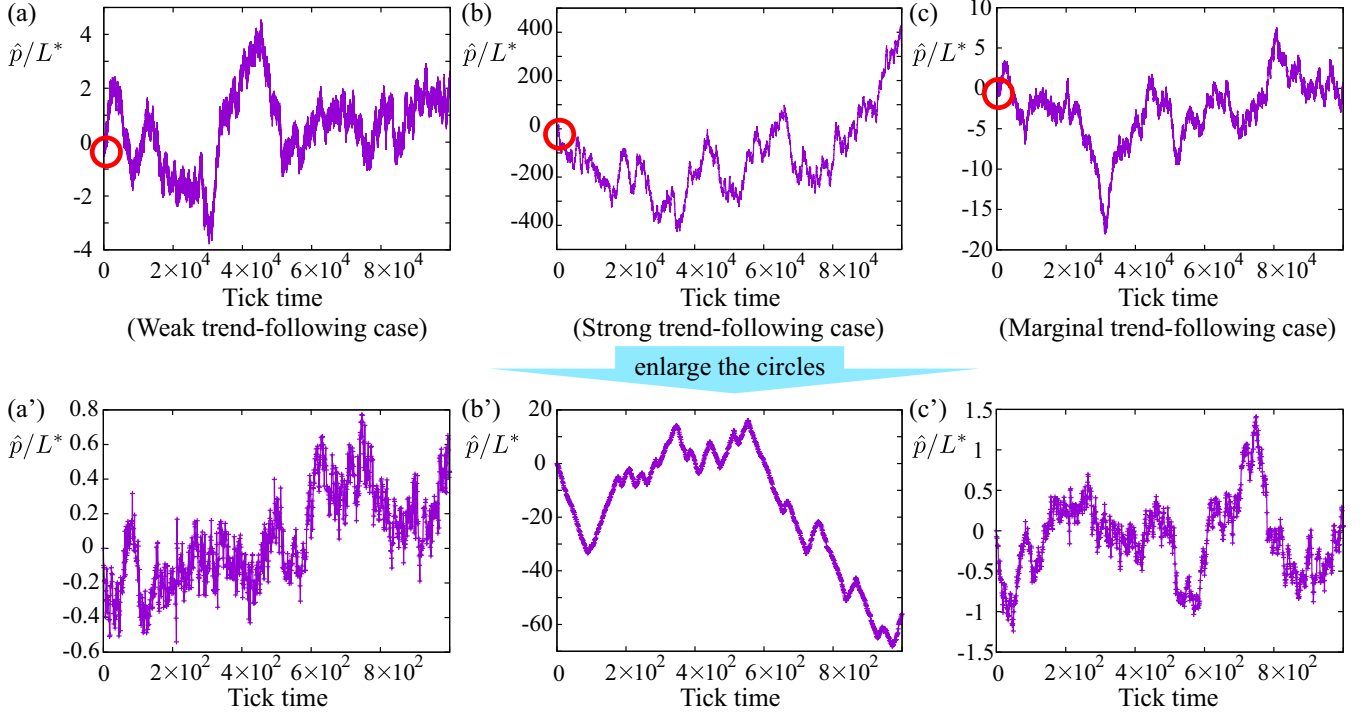 (a)
p̂/L*
4
2
0
-2
-4
0 2×10⁴ 4×10⁴ 6×10⁴ 8×10⁴
Tick time
(Weak trend-following case)
(b)
p̂/L*
400
200
0
-200
-400
0 2×10⁴ 4×10⁴ 6×10⁴ 8×10⁴
Tick time
(Strong trend-following case)
(c)
p̂/L*
10
5
0
-5
-10
-15
-20
0 2×10⁴ 4×10⁴ 6×10⁴ 8×10⁴
Tick time
(Marginal trend-following case)
enlarge the circles
(a’)
p̂/L*
0.8
0.6
0.4
0.2
0
-0.2
-0.4
-0.6
0 2×10² 4×10² 6×10² 8×10²
Tick time
(b’)
p̂/L*
20
0
-20
-40
-60
0 2×10² 4×10² 6×10² 8×10²
Tick time
(c’)
p̂/L*
1.5
1
0.5
0
-0.5
-1
-1.5
0 2×10² 4×10² 6×10² 8×10²
Tick time